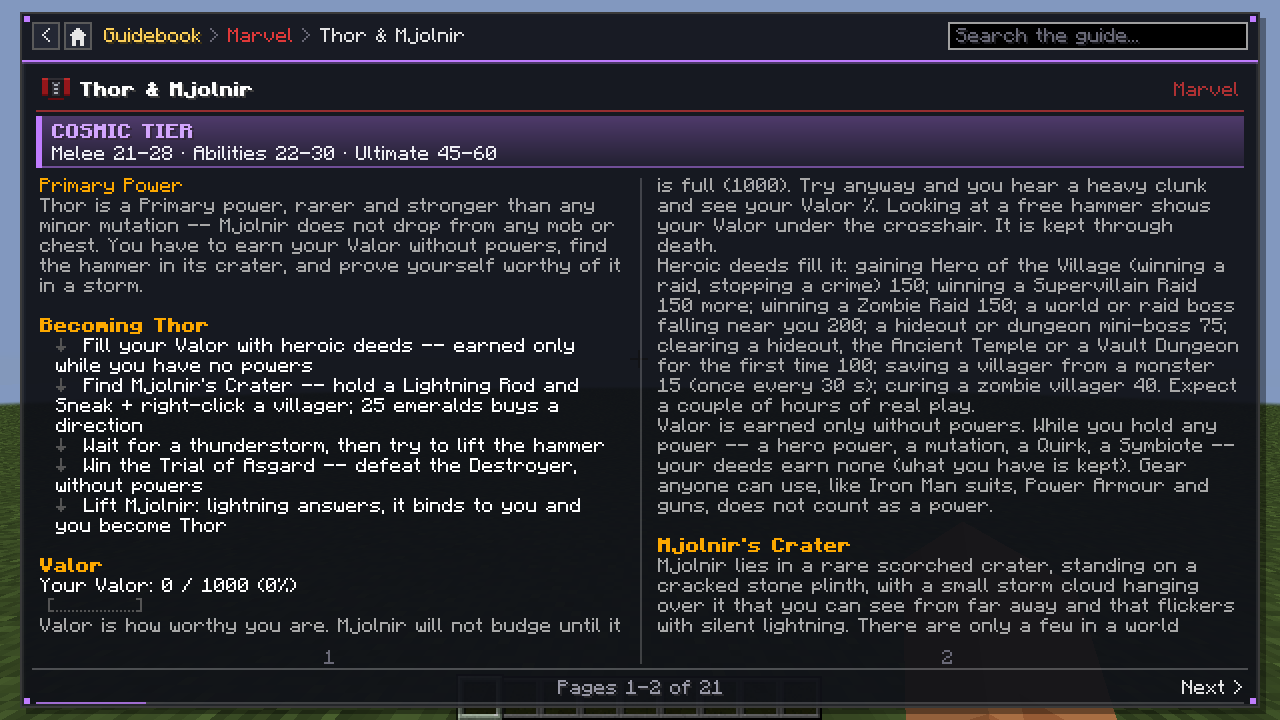 < Guidebook > Marvel > Thor & Mjolnir
Search the guide...
Thor & Mjolnir
Marvel
COSMIC TIER
Melee 21-28 · Abilities 22-30 · Ultimate 45-60
Primary Power
Thor is a Primary power, rarer and stronger than any
minor mutation -- Mjolnir does not drop from any mob or
chest. You have to earn your Valor without powers, find
the hammer in its crater, and prove yourself worthy of it
in a storm.
Becoming Thor
↓ Fill your Valor with heroic deeds -- earned only
while you have no powers
↓ Find Mjolnir's Crater -- hold a Lightning Rod and
Sneak + right-click a villager; 25 emeralds buys a
direction
↓ Wait for a thunderstorm, then try to lift the hammer
↓ Win the Trial of Asgard -- defeat the Destroyer,
without powers
↓ Lift Mjolnir: lightning answers, it binds to you and
you become Thor
Valor
Your Valor: 0 / 1000 (0%)
[....................]
Valor is how worthy you are. Mjolnir will not budge until it
1
is full (1000). Try anyway and you hear a heavy clunk
and see your Valor %. Looking at a free hammer shows
your Valor under the crosshair. It is kept through
death.
Heroic deeds fill it: gaining Hero of the Village (winning a
raid, stopping a crime) 150; winning a Supervillain Raid
150 more; winning a Zombie Raid 150; a world or raid boss
falling near you 200; a hideout or dungeon mini-boss 75;
clearing a hideout, the Ancient Temple or a Vault Dungeon
for the first time 100; saving a villager from a monster
15 (once every 30 s); curing a zombie villager 40. Expect
a couple of hours of real play.
Valor is earned only without powers. While you hold any
power -- a hero power, a mutation, a Quirk, a Symbiote --
your deeds earn none (what you have is kept). Gear
anyone can use, like Iron Man suits, Power Armour and
guns, does not count as a power.
Mjolnir's Crater
Mjolnir lies in a rare scorched crater, standing on a
cracked stone plinth, with a small storm cloud hanging
over it that you can see from far away and that flickers
with silent lightning. There are only a few in a world
2
Pages 1-2 of 21
Next >